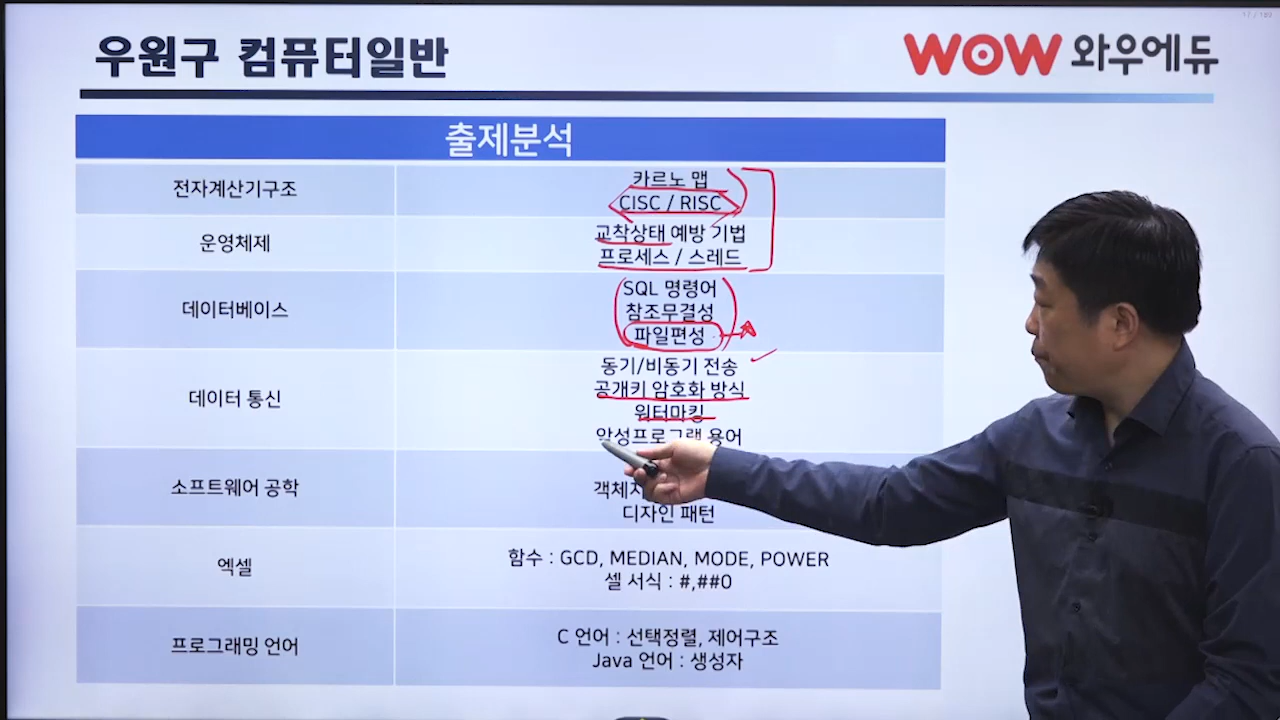 우원구 컴퓨터일반
WOW 와우에듀
출제분석
전자계산기구조
카르노 맵
CISC / RISC
운영체제
교착상태 예방 기법
프로세스 / 스레드
데이터베이스
SQL 명령어
참조무결성
파일편성
데이터 통신
동기/비동기 전송
공개키 암호화 방식
워터마킹
악성프로그램 용어
소프트웨어 공학
디자인 패턴
엑셀
함수 : GCD, MEDIAN, MODE, POWER
셀 서식 : #,##0
프로그래밍 언어
C 언어 : 선택정렬, 제어구조
Java 언어 : 생성자